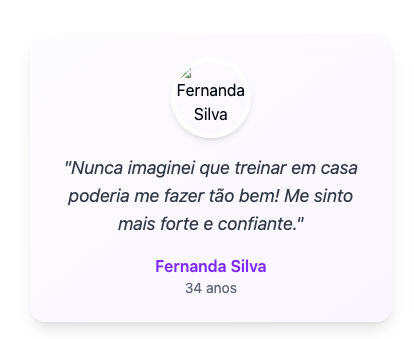 Fernanda
Silva
"Nunca imaginei que treinar em casa
poderia me fazer tão bem! Me sinto
mais forte e confiante."
Fernanda Silva
34 anos